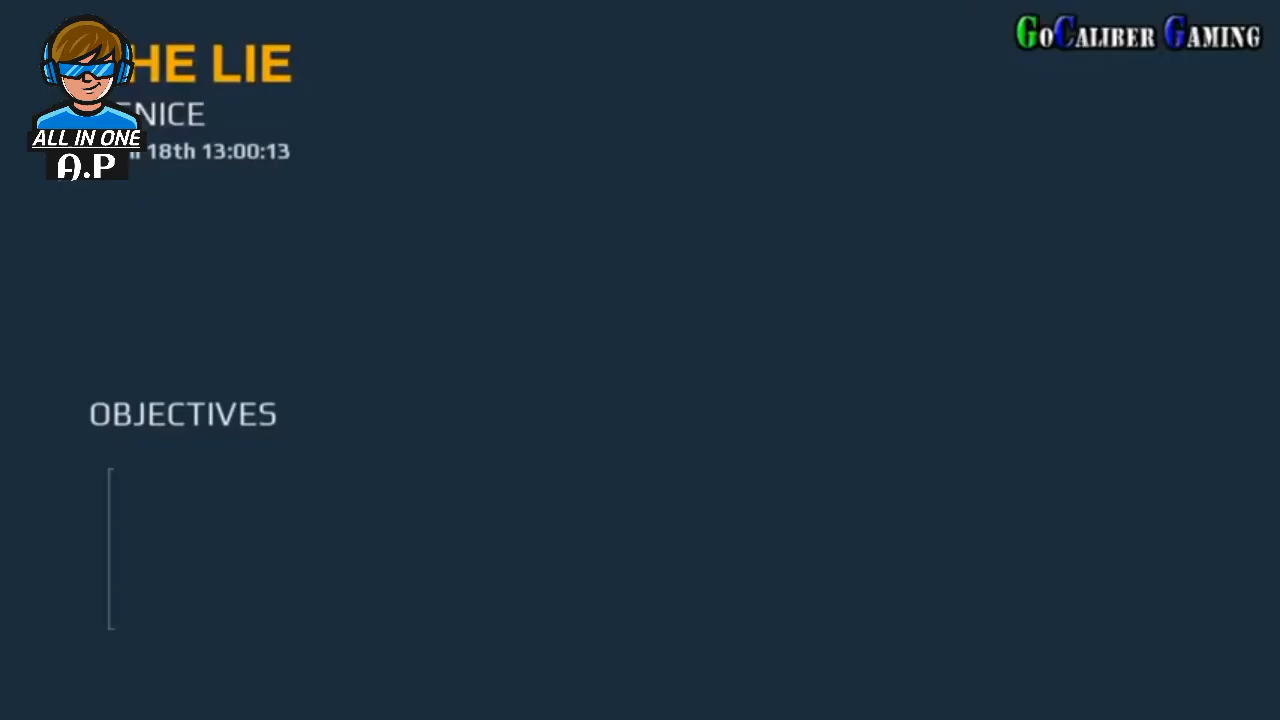 GoCaliber Gaming
HE LIE
ENICE
18th 13:00:13
ALL IN ONE
A.P
OBJECTIVES